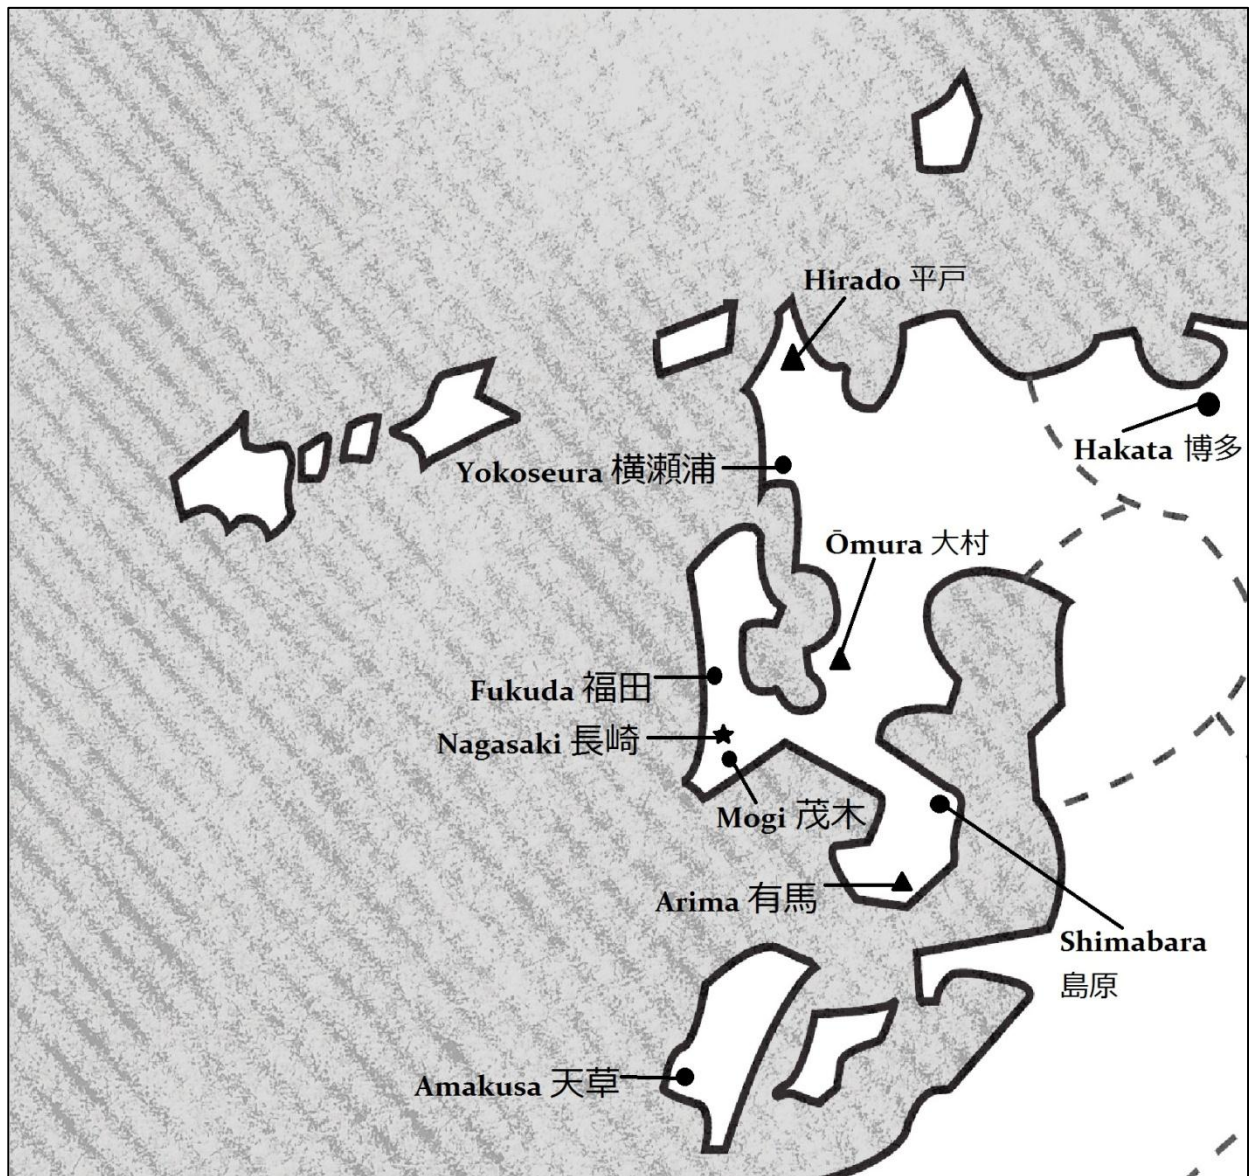 Hirado 平戸
Hakata 博多
Yokoseura 横瀬浦
Ōmura 大村
Fukuda 福田
Nagasaki 長崎
Mogi 茂木
Arima 有馬
Shimabara
島原
Amakusa 天草